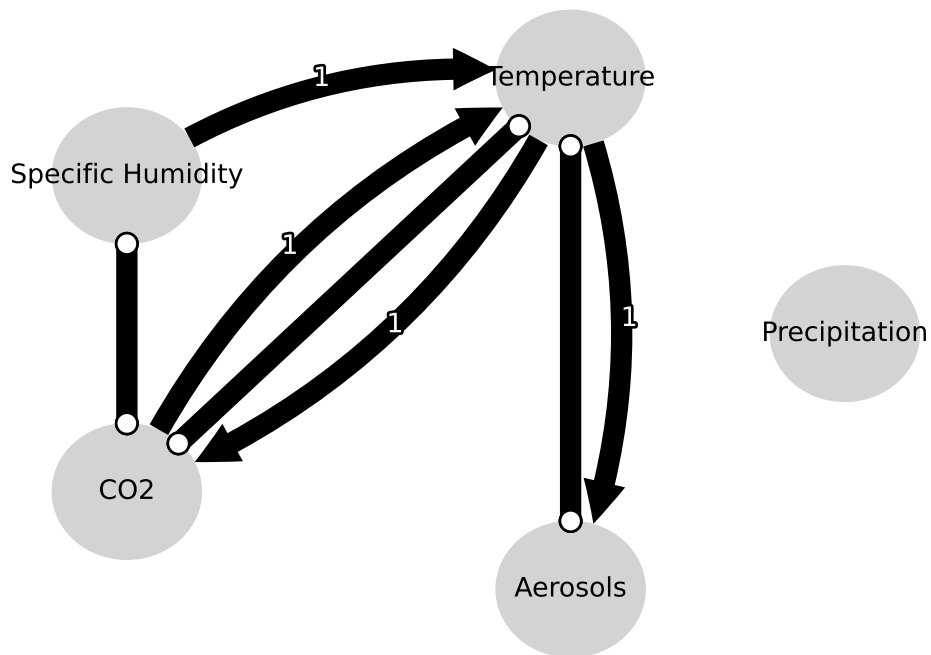 Temperature
1
Specific Humidity
1
1
1
Precipitation
CO2
Aerosols